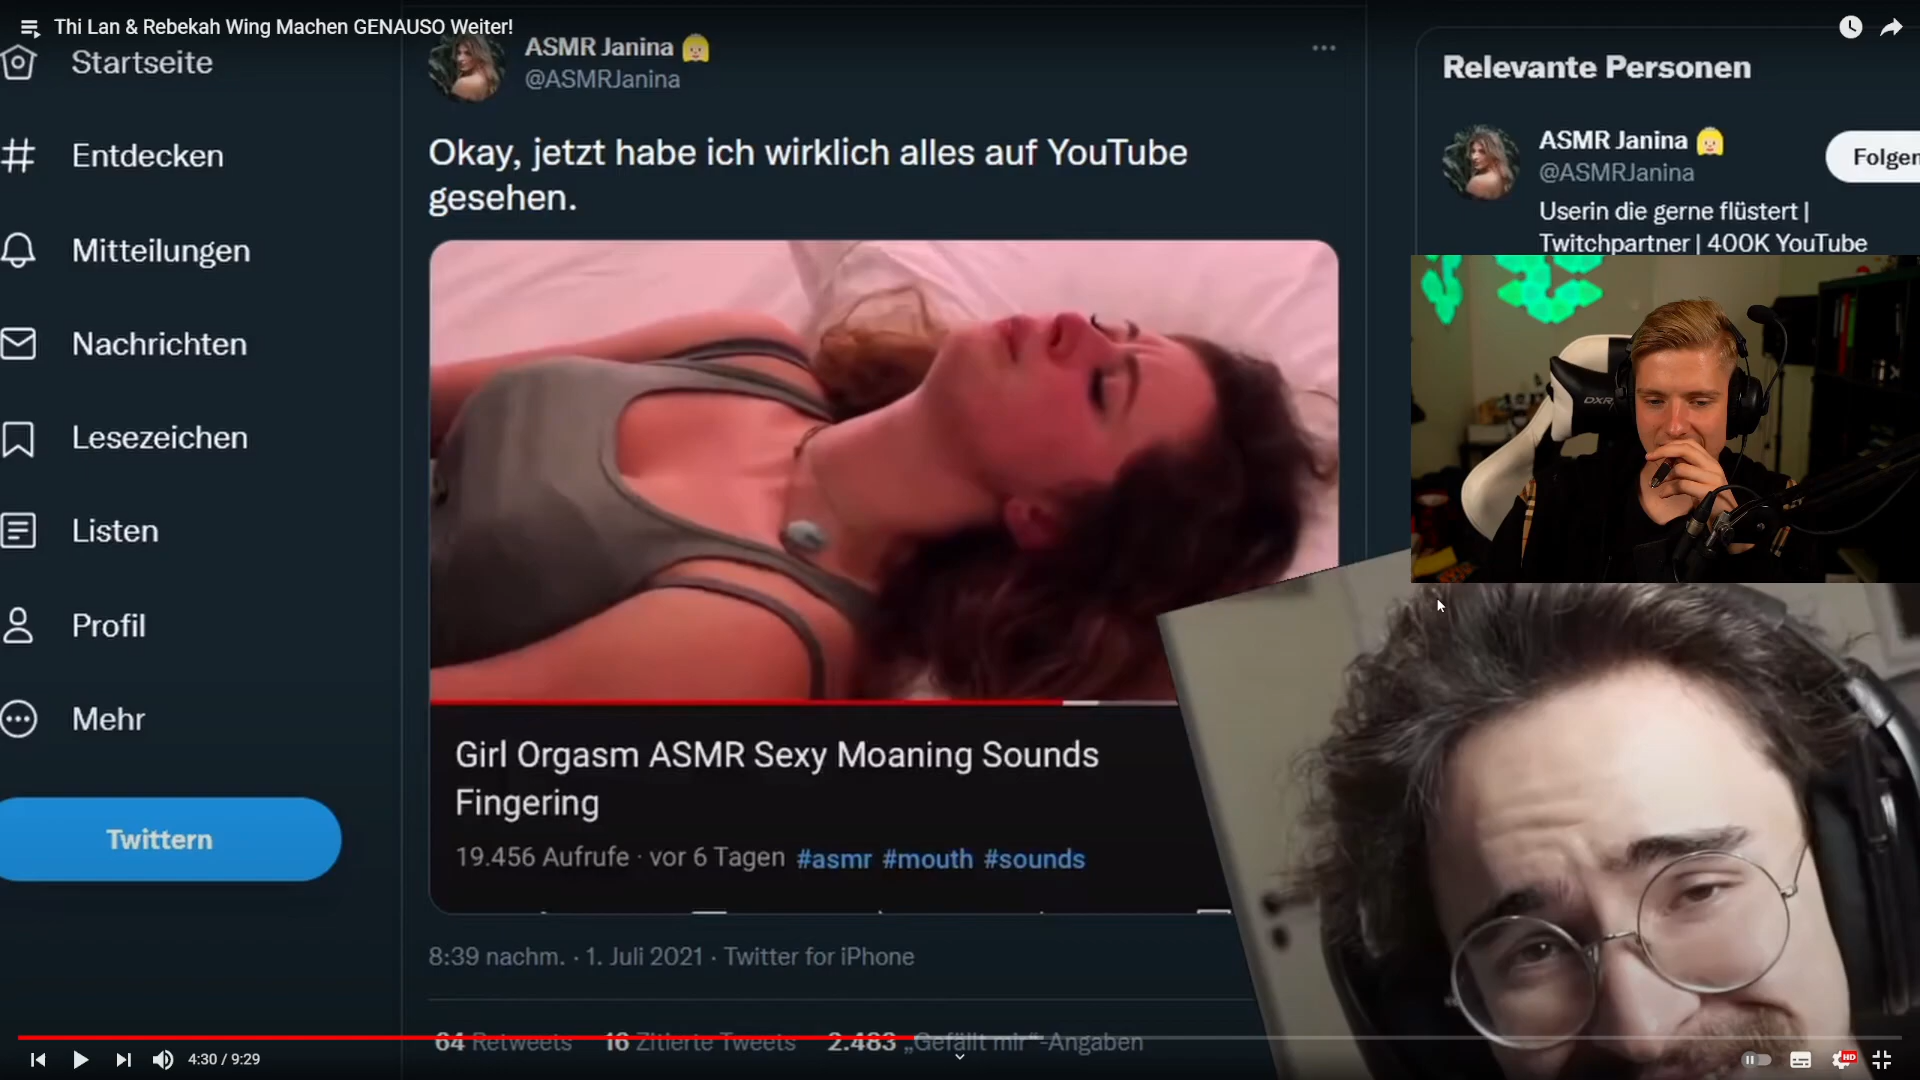 Thi Lan & Rebekah Wing Machen GENAUSO Weiter!
Startseite
Entdecken
Mitteilungen
Nachrichten
Lesezeichen
Listen
Profil
Mehr
Twittern
ASMR Janina
@ASMRJanina
Okay, jetzt habe ich wirklich alles auf YouTube
gesehen.
Girl Orgasm ASMR Sexy Moaning Sounds
Fingering
19.456 Aufrufe · vor 6 Tagen #asmr #mouth #sounds
8:39 nachm. · 1. Juli 2021 · Twitter for iPhone
64 Retweets 16 Zitierte Tweets 2.483 „Gefällt mir“-Angaben
Relevante Personen
ASMR Janina
@ASMRJanina
Folgen
Userin die gerne flüstert |
Twitchpartner | 400K YouTube
DXR
4:30 / 9:29
HD